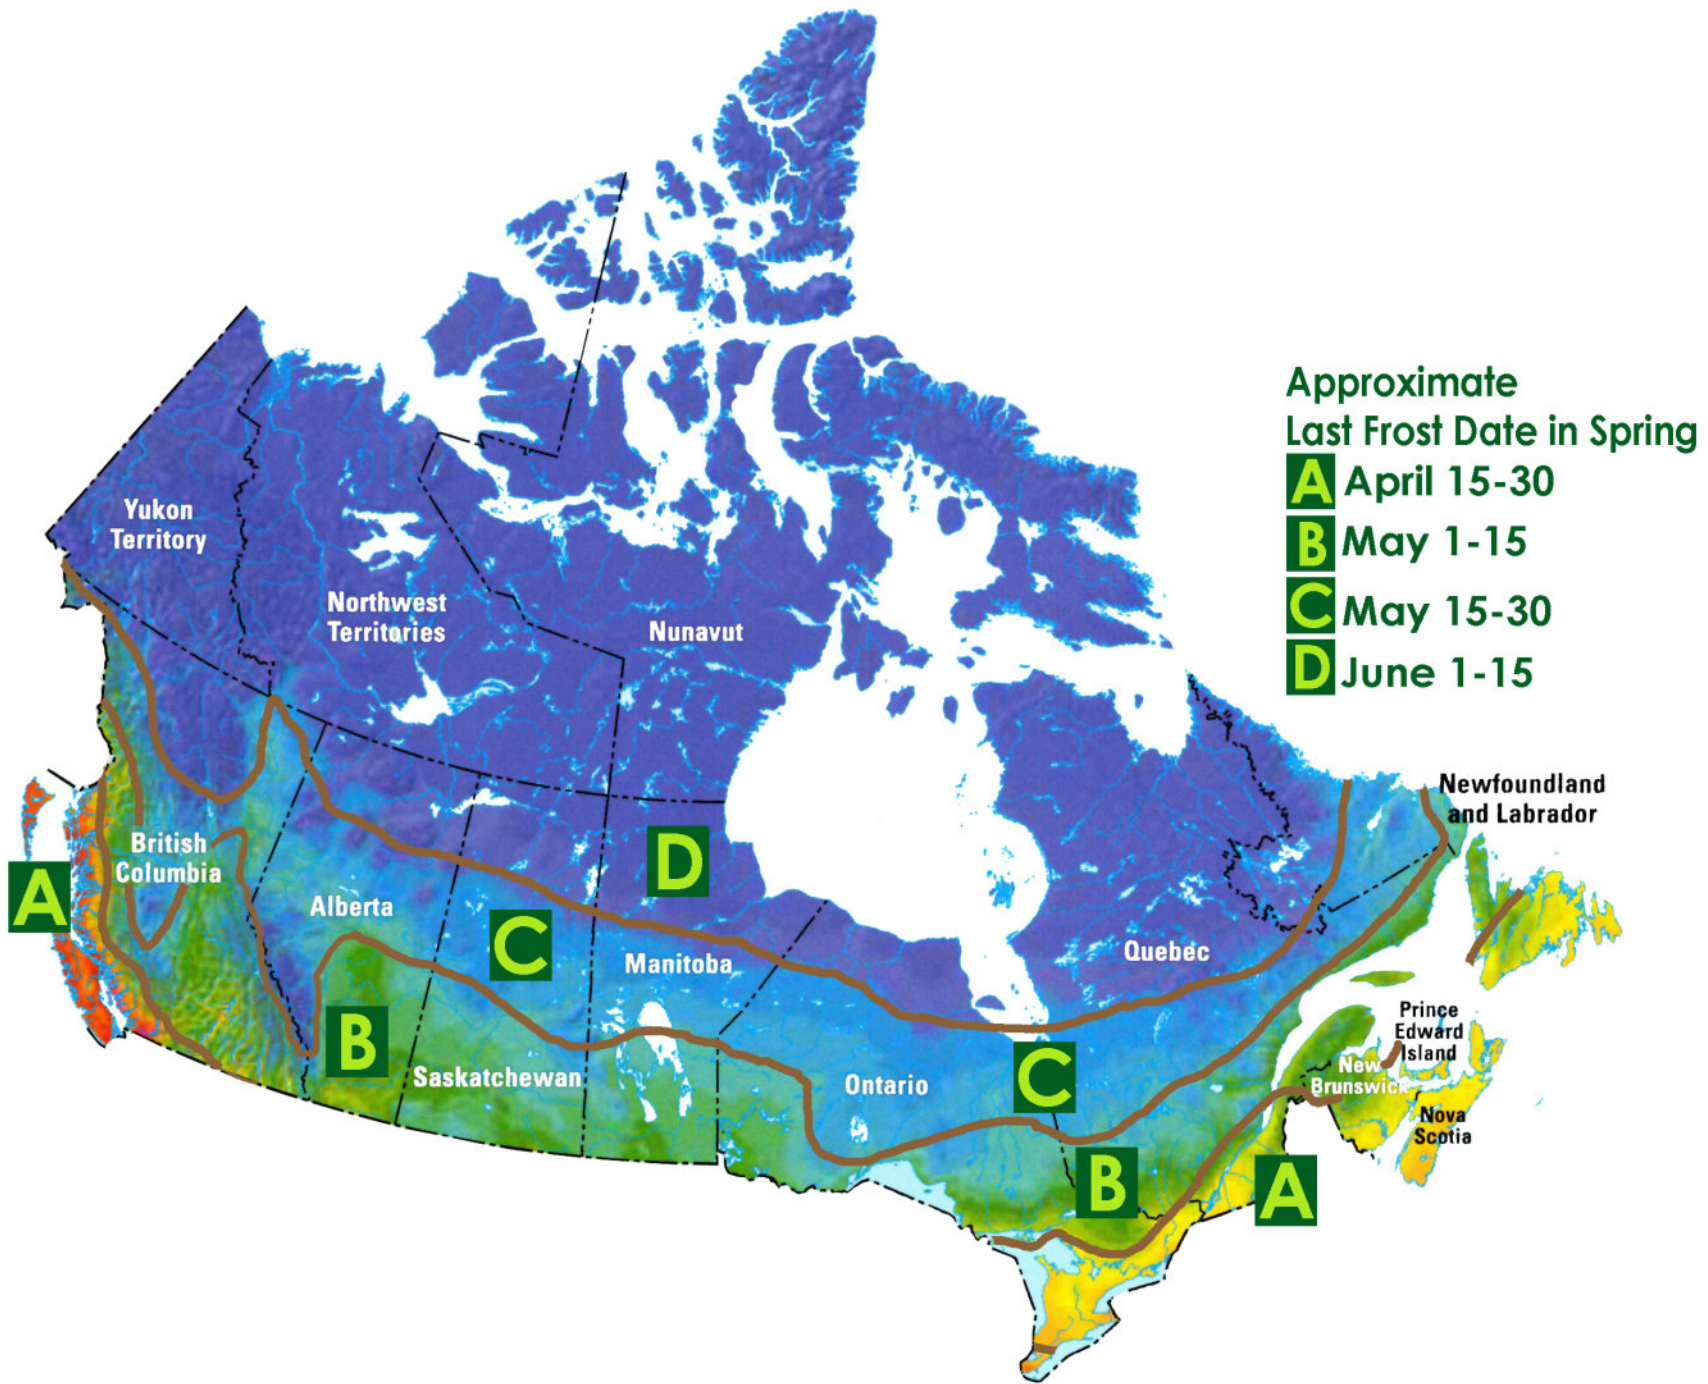 Approximate
Last Frost Date in Spring
A April 15-30
B May 1-15
C May 15-30
D June 1-15
Yukon
Territory
Northwest
Territories
Nunavut
British
Columbia
Alberta
Saskatchewan
Manitoba
Ontario
Quebec
Newfoundland
and Labrador
Prince
Edward
Island
New
Brunswick
Nova
Scotia
A
B
C
D
C
B
A